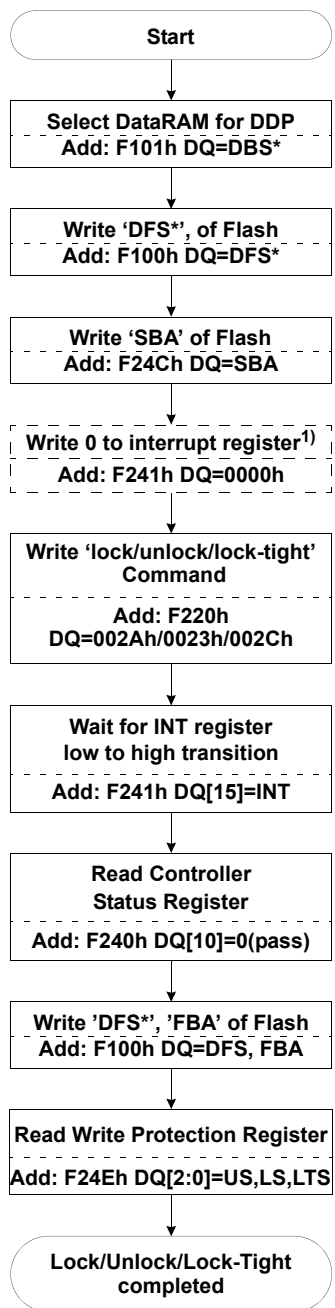 Start
Select DataRAM for DDP
Add: F101h DQ=DBS*
Write ‘DFS*’, of Flash
Add: F100h DQ=DFS*
Write ‘SBA’ of Flash
Add: F24Ch DQ=SBA
Write 0 to interrupt register1)
Add: F241h DQ=0000h
Write ‘lock/unlock/lock-tight’
Command
Add: F220h
DQ=002Ah/0023h/002Ch
Wait for INT register
low to high transition
Add: F241h DQ[15]=INT
Read Controller
Status Register
Add: F240h DQ[10]=0(pass)
Write ’DFS*’, ’FBA’ of Flash
Add: F100h DQ=DFS, FBA
Read Write Protection Register
Add: F24Eh DQ[2:0]=US,LS,LTS
Lock/Unlock/Lock-Tight
completed